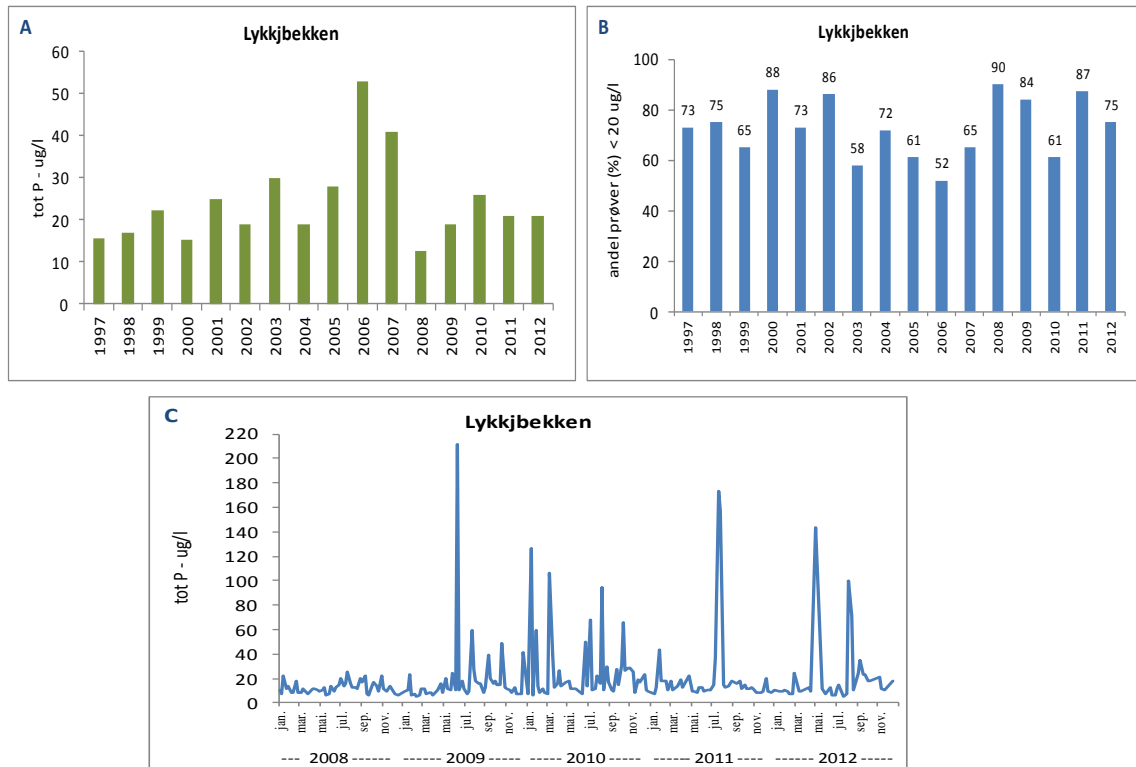 A
Lykkjbekken
tot P - ug/l
60
50
40
30
20
10
0
1997 1998 1999 2000 2001 2002 2003 2004 2005 2006 2007 2008 2009 2010 2011 2012
B
Lykkjbekken
andel prøver (%) < 20 ug/l
100
80
60
40
20
0
73 75 65 88 73 86 58 72 61 52 65 90 84 61 87 75
1997 1998 1999 2000 2001 2002 2003 2004 2005 2006 2007 2008 2009 2010 2011 2012
C
Lykkjbekken
tot P - ug/l
220
200
180
160
140
120
100
80
60
40
20
0
jan. mar. mai. jul. sep. nov. jan. mar. mai. jul. sep. nov. jan. mar. mai. jul. sep. nov. jan. mar. mai. jul. sep. nov. jan. mar. mai. jul. sep. nov.
---- 2008 ------ ------ 2009 ------ ------ 2010 ------ ------ 2011 ------ ------ 2012 ------